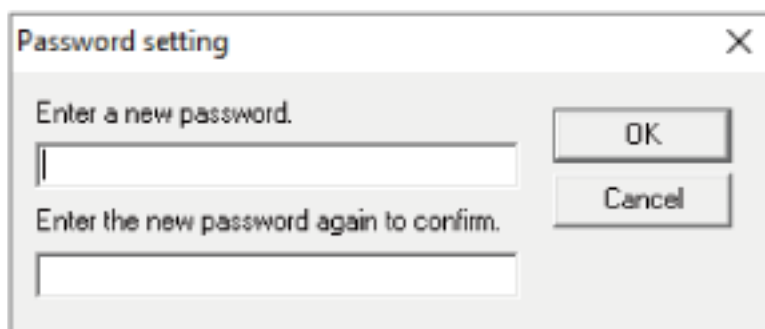 Password setting
Enter a new password.
OK
Cancel
Enter the new password again to confirm.